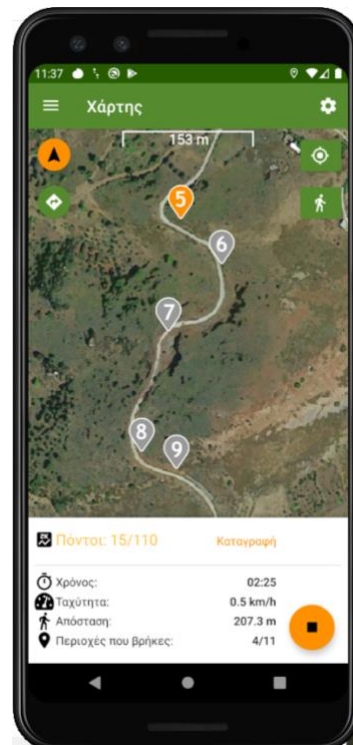 11:37
Χάρτης
153 m
5
6
7
8
9
Πόντοι: 15/110 Καταγραφή
Χρόνος: 02:25
Ταχύτητα: 0.5 km/h
Απόσταση: 207.3 m
Περιοχές που βρήκες: 4/11